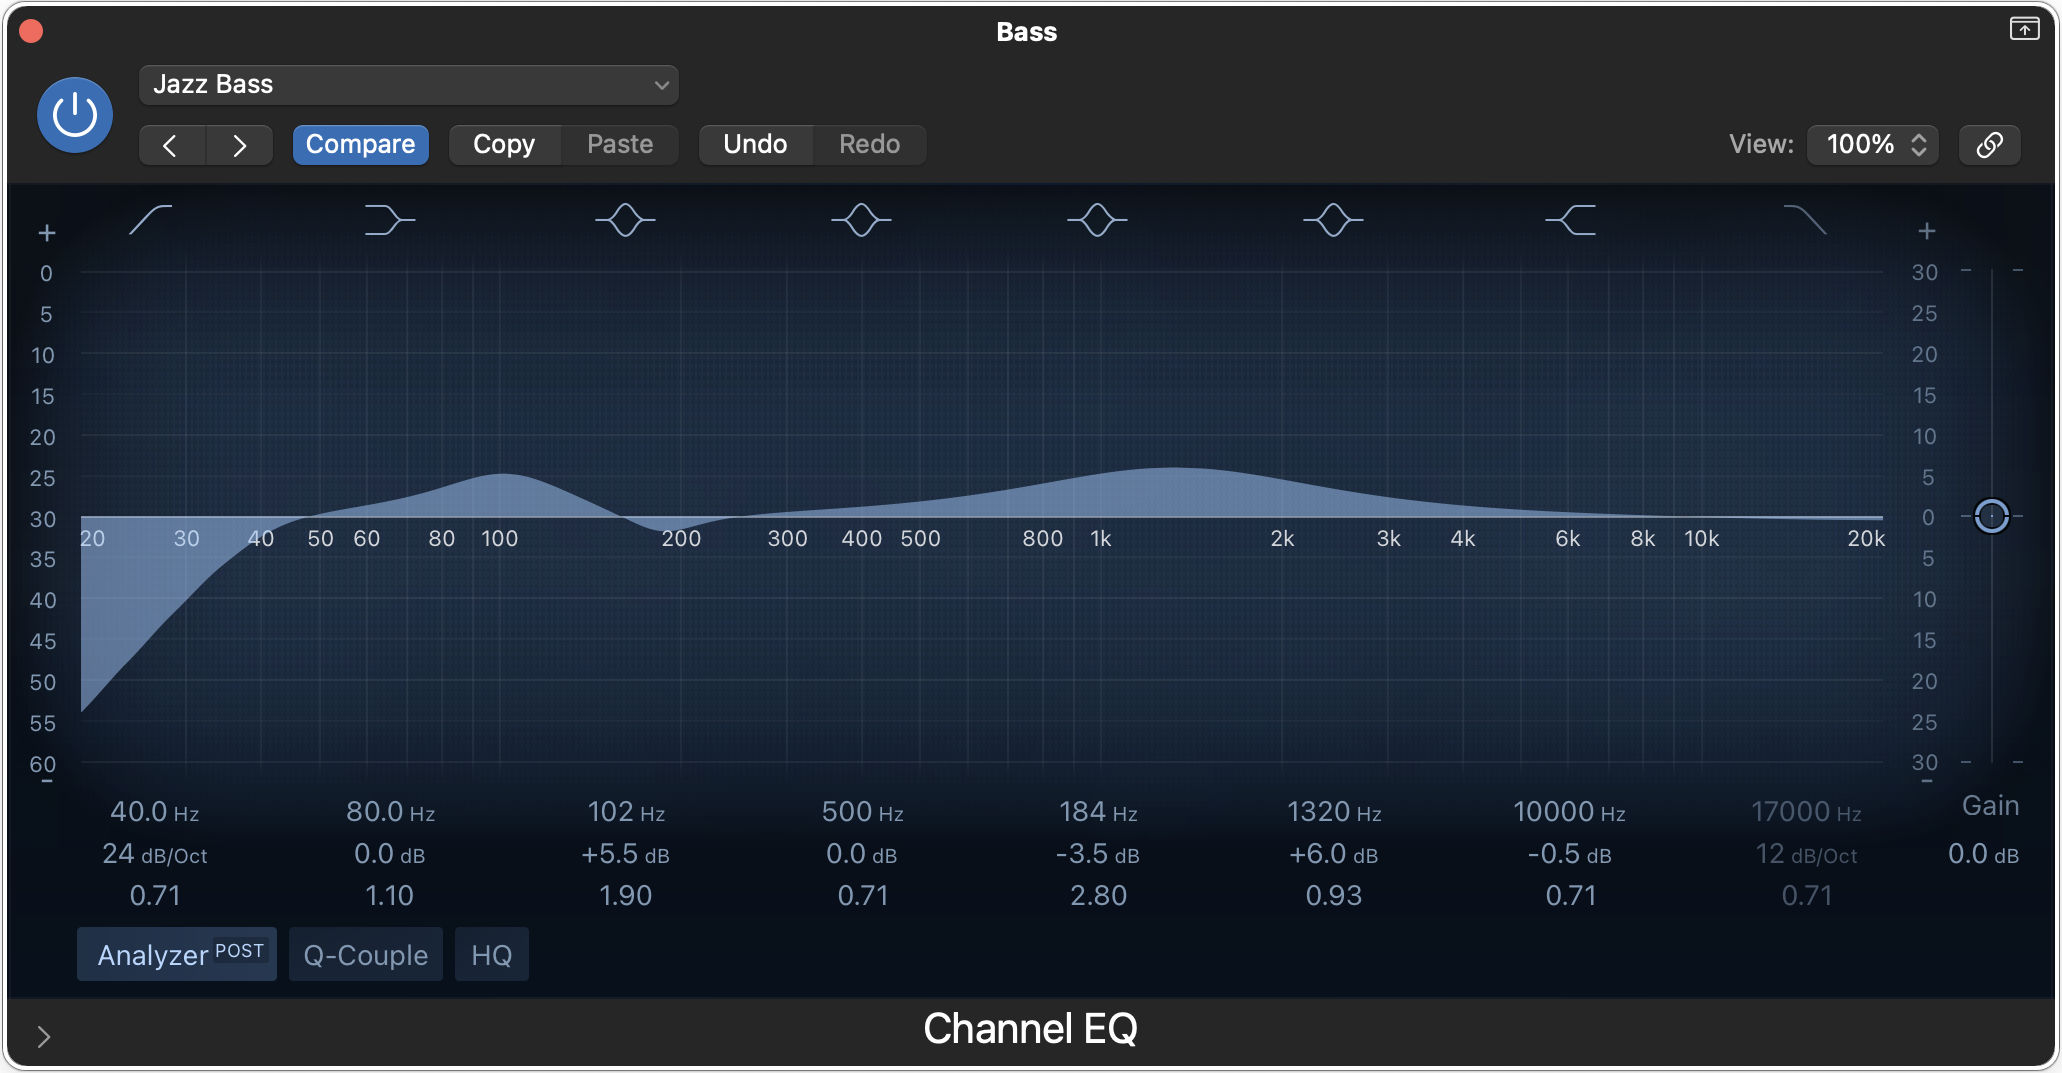 Bass
Jazz Bass
Compare Copy Paste Undo Redo View: 100%
+ +
0 30
5 25
10 20
15 15
20 10
25 5
30 0
20 30 40 50 60 80 100 200 300 400 500 800 1k 2k 3k 4k 6k 8k 10k 20k
35 5
40 10
45 15
50 20
55 25
60 30
- -
40.0 Hz 80.0 Hz 102 Hz 500 Hz 184 Hz 1320 Hz 10000 Hz 17000 Hz Gain
24 dB/Oct 0.0 dB +5.5 dB 0.0 dB -3.5 dB +6.0 dB -0.5 dB 12 dB/Oct 0.0 dB
0.71 1.10 1.90 0.71 2.80 0.93 0.71 0.71
Analyzer POST Q-Couple HQ
Channel EQ